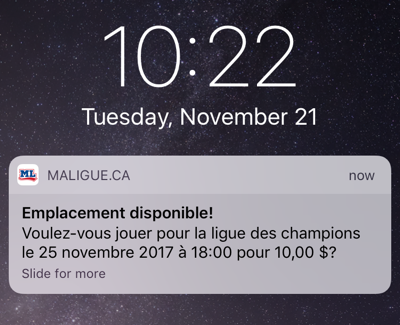 10:22
Tuesday, November 21
ML
MALIGUE.CA
now
Emplacement disponible!
Voulez-vous jouer pour la ligue des champions
le 25 novembre 2017 à 18:00 pour 10,00 $?
Slide for more